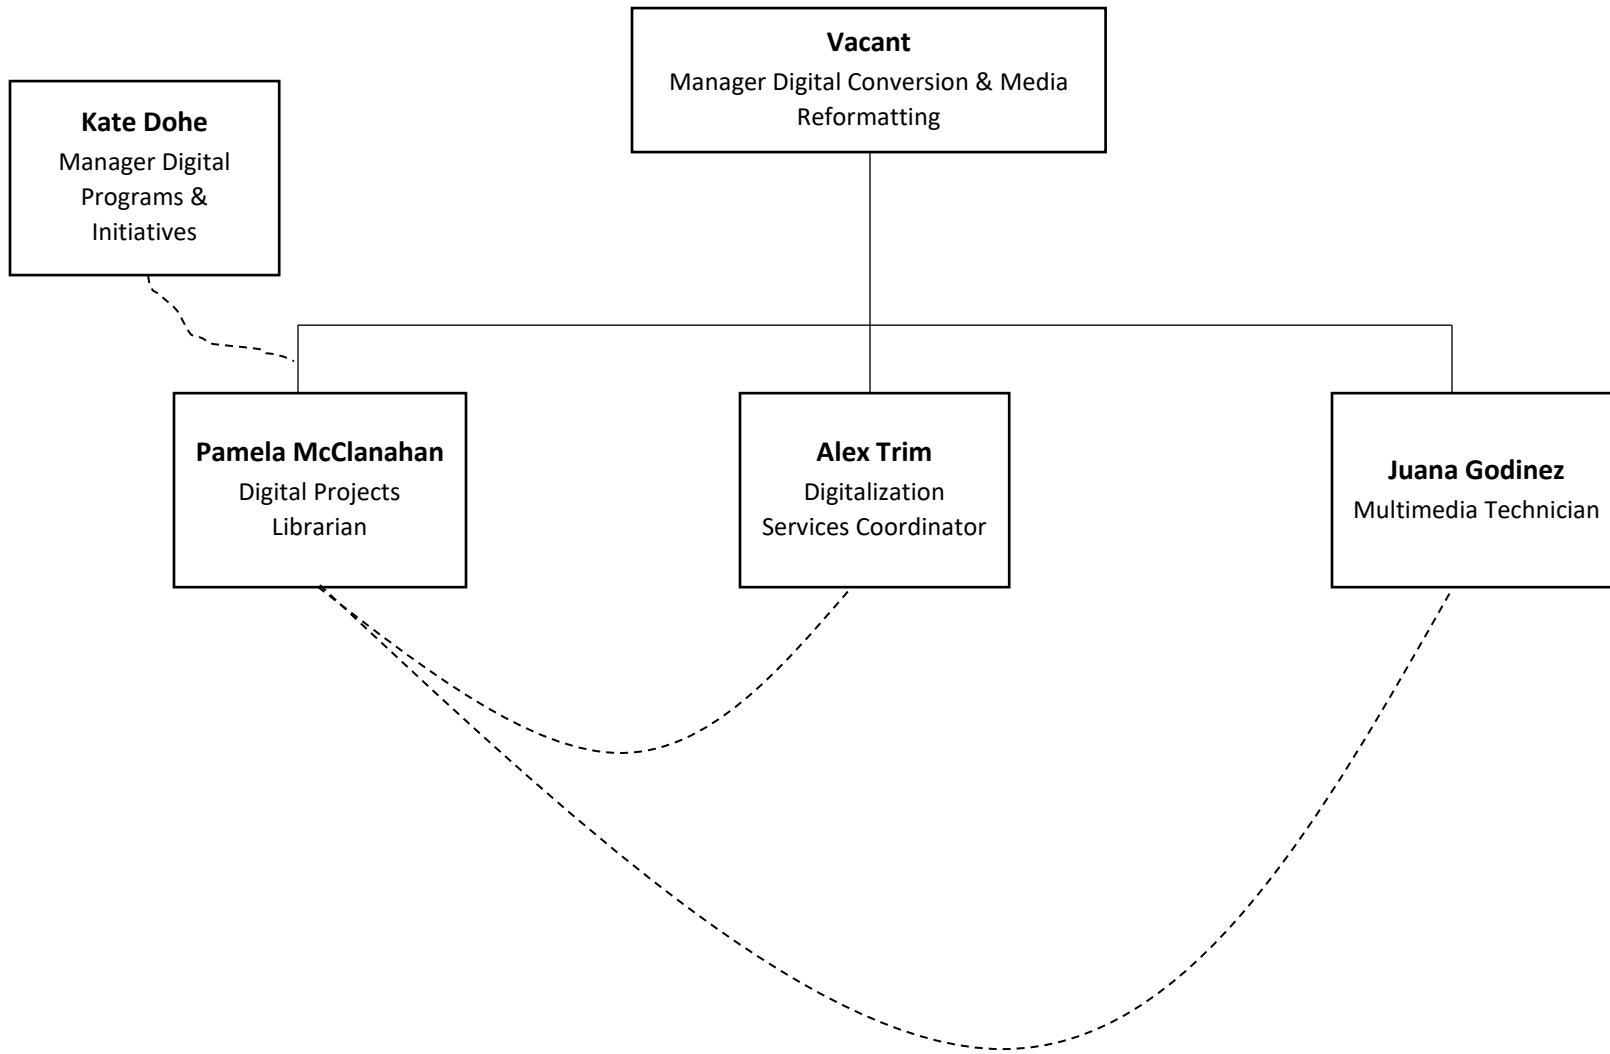 Vacant
Manager Digital Conversion & Media
Reformatting
Kate Dohe
Manager Digital
Programs &
Initiatives
Pamela McClanahan
Digital Projects
Librarian
Alex Trim
Digitalization
Services Coordinator
Juana Godinez
Multimedia Technician